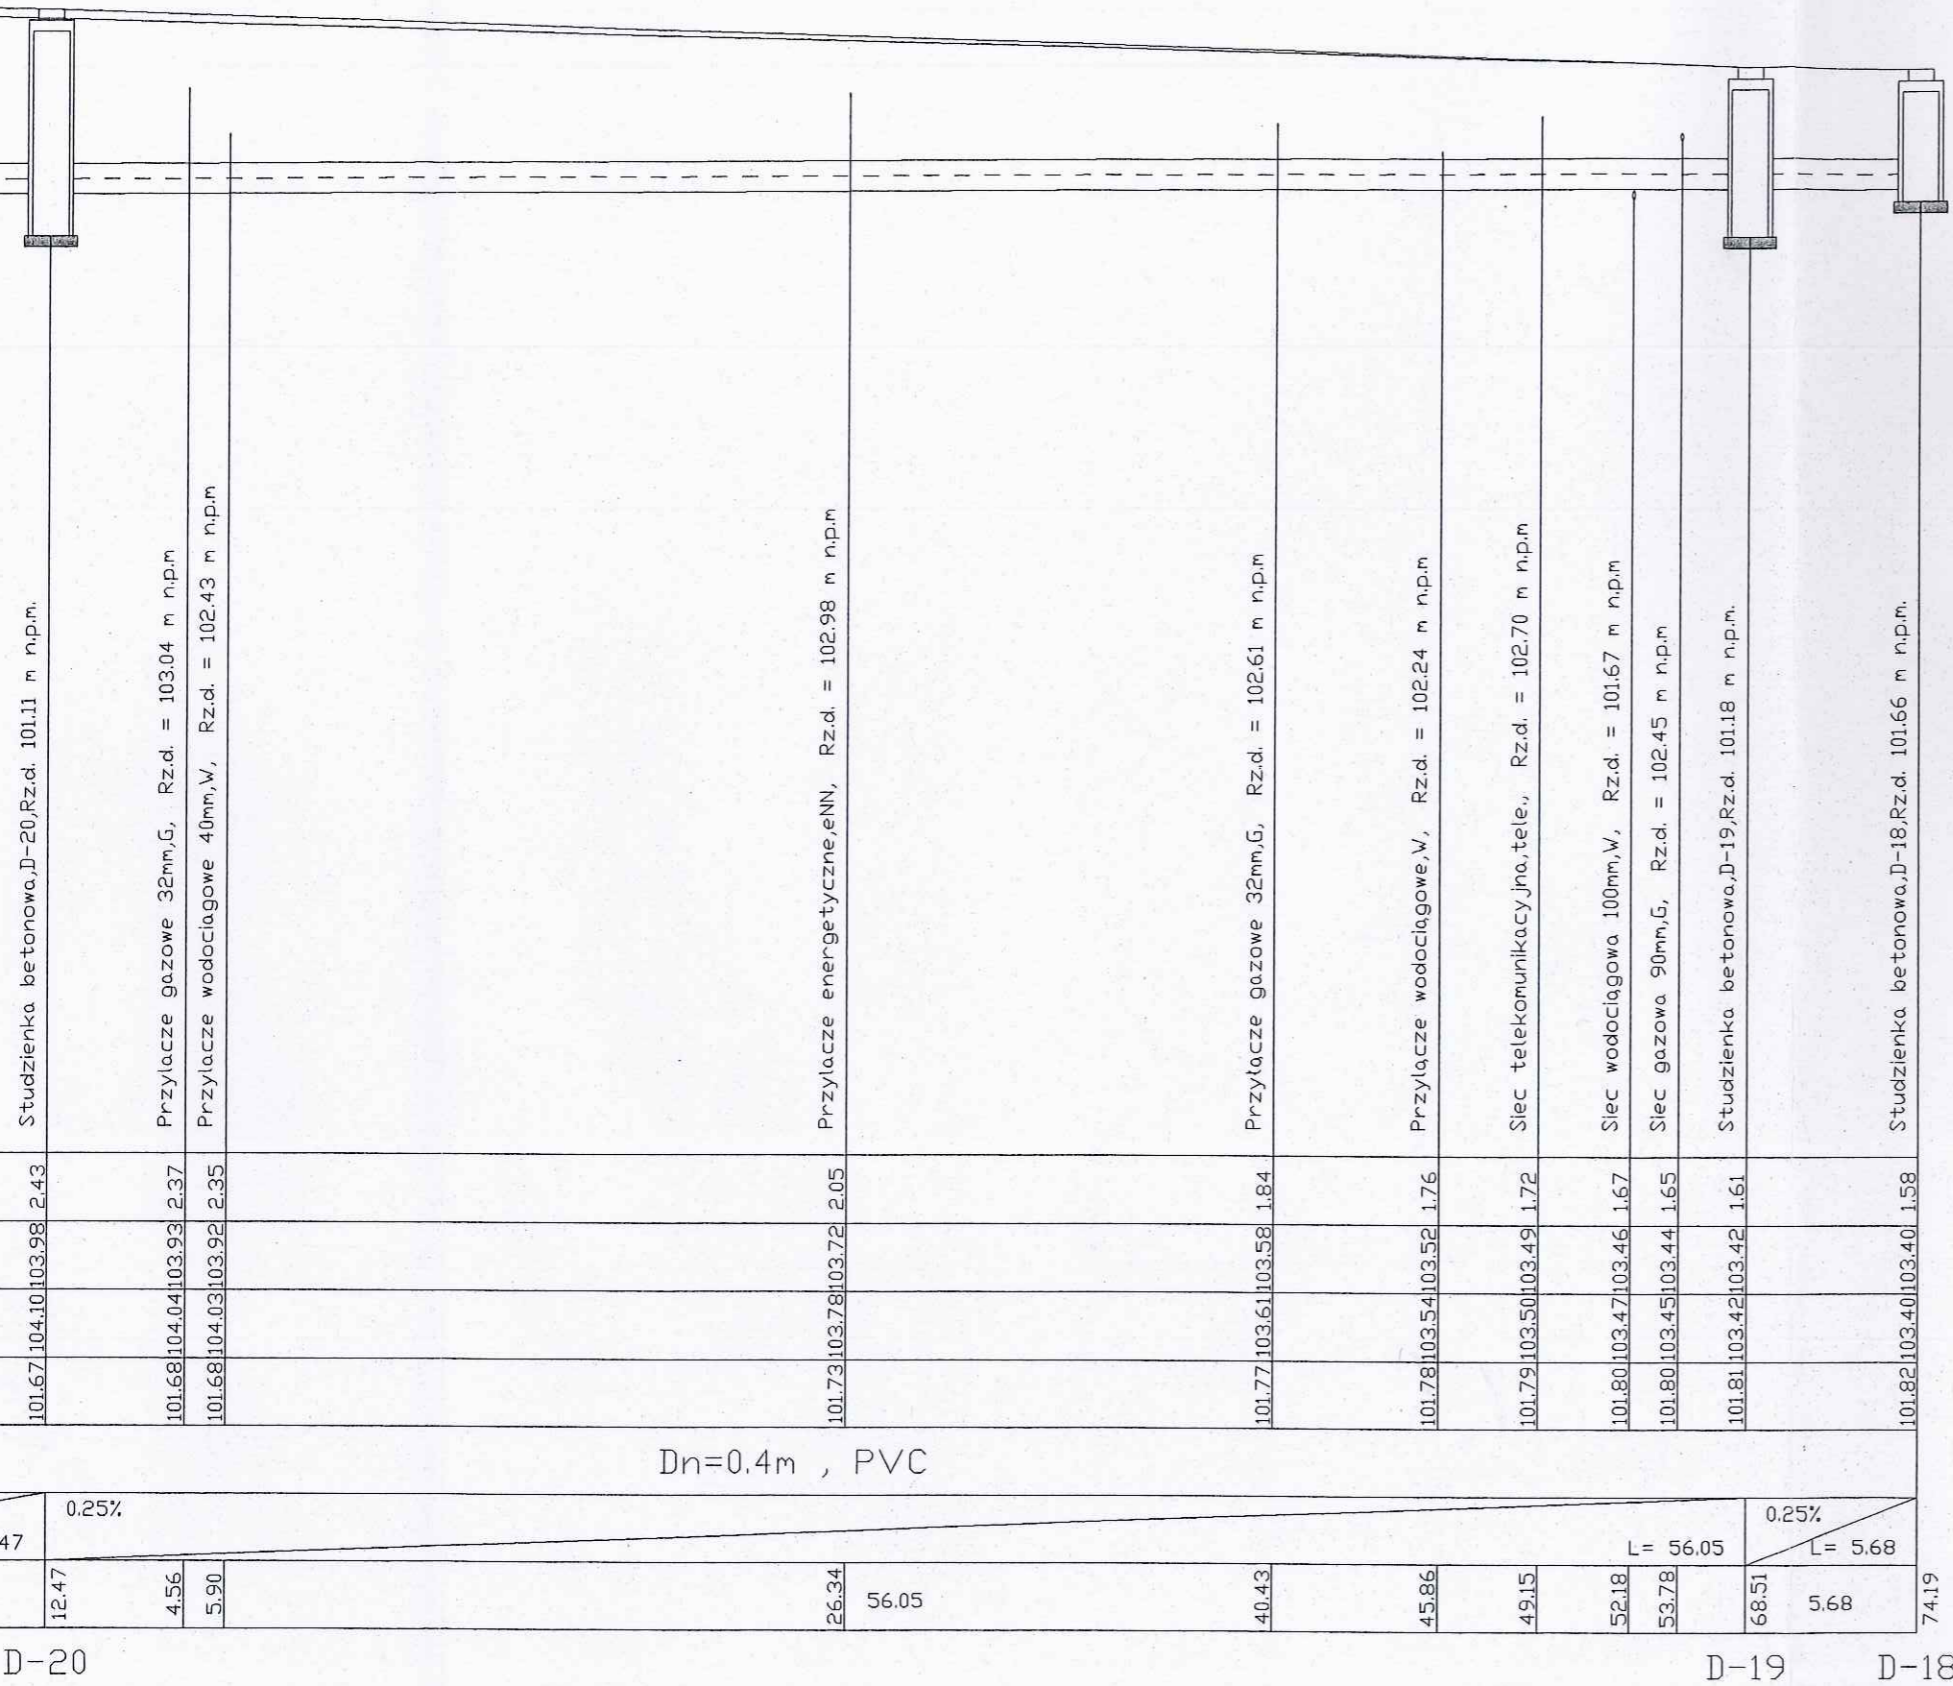 Studzienka betonowa,D-20,Rz.d. 101.11 m n.p.m.
Przylacze gazowe 32mm,G, Rz.d. = 103.04 m n.p.m
Przylacze wodociagowe 40mm,W, Rz.d. = 102.43 m n.p.m
Przylacze energetyczne,eNN, Rz.d. = 102.98 m n.p.m
Przyłacze gazowe 32mm,G, Rz.d. = 102.61 m n.p.m
Przyłącze wodociągowe,W, Rz.d. = 102.24 m n.p.m
Siec telekomunikacyjna,tele., Rz.d. = 102.70 m n.p.m
Siec wodociągowa 100mm,W, Rz.d. = 101.67 m n.p.m
Siec gazowa 90mm,G, Rz.d. = 102.45 m n.p.m
Studzienka betonowa,D-19,Rz.d. 101.18 m n.p.m.
Studzienka betonowa,D-18,Rz.d. 101.66 m n.p.m.
2.43 2.37 2.35 2.05 1.84 1.76 1.72 1.67 1.65 1.61 1.58
103.98 103.93 103.92 103.72 103.58 103.52 103.49 103.46 103.44 103.42 103.40
104.10 104.04 104.03 103.78 103.61 103.54 103.50 103.47 103.45 103.42 103.40
101.67 101.68 101.68 101.73 101.77 101.78 101.79 101.80 101.80 101.81 101.82
Dn=0.4m , PVC
0.25% 0.25%
47 L= 56.05 L= 5.68
12.47 4.56 5.90 26.34 56.05 40.43 45.86 49.15 52.18 53.78 68.51 5.68 74.19
D-20 D-19 D-18